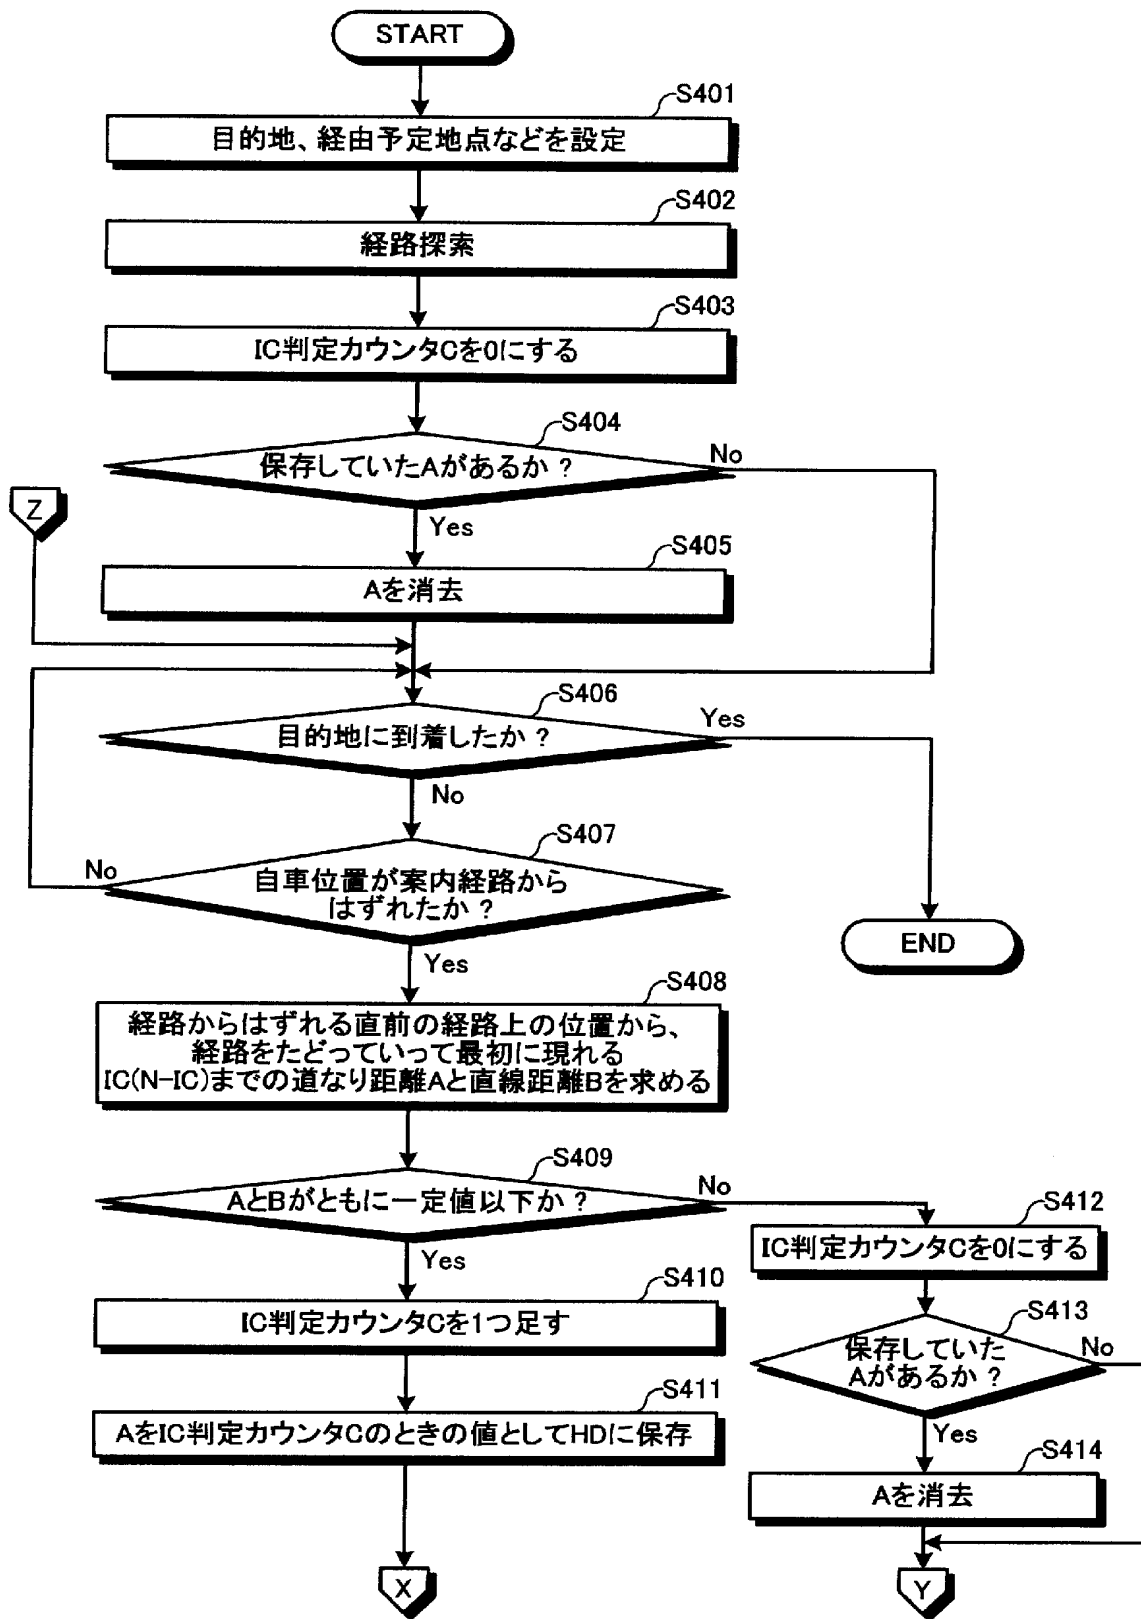 START
S401
目的地、経由予定地点などを設定
S402
経路探索
S403
IC判定カウンタCを0にする
S404
保存していたAがあるか?
No
Z
Yes
S405
Aを消去
S406
目的地に到着したか?
Yes
No
S407
No
自車位置が案内経路から
はずれたか?
END
Yes
S408
経路からはずれる直前の経路上の位置から、
経路をたどっていって最初に現れる
IC(N-IC)までの道なり距離Aと直線距離Bを求める
S409
AとBがともに一定値以下か?
No
S412
IC判定カウンタCを0にする
Yes
S410
IC判定カウンタCを1つ足す
S413
保存していた
Aがあるか?
No
S411
AをIC判定カウンタCのときの値としてHDに保存
Yes
S414
Aを消去
X
Y